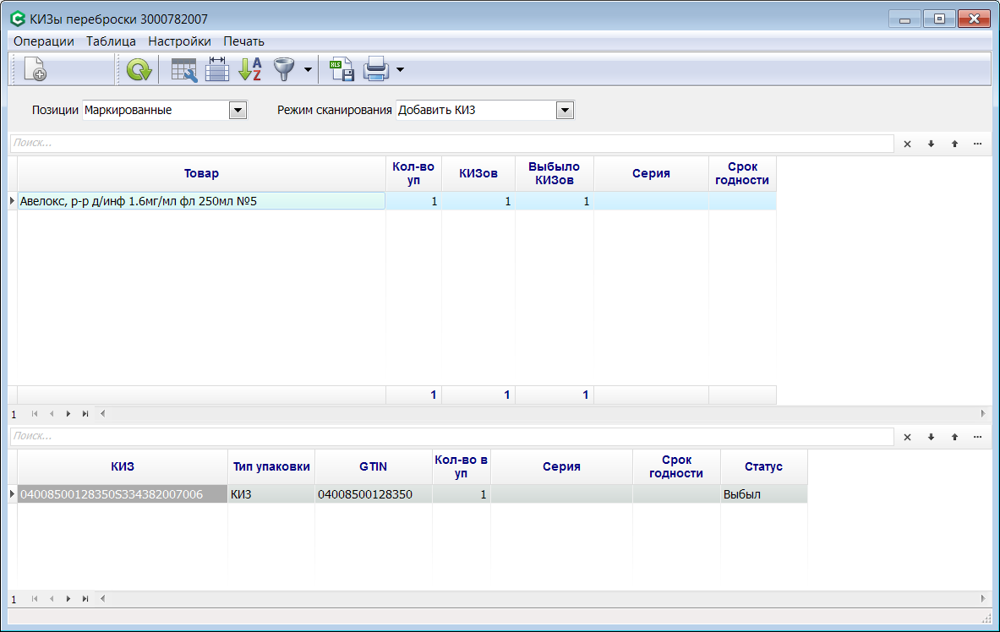 КИЗы переброски 3000782007
Операции Таблица Настройки Печать
A
Z
XLS
Позиции Маркированные Режим сканирования Добавить КИЗ
Поиск...
Товар Кол-во уп КИЗов Выбыло КИЗов Серия Срок годности
Авелокс, р-р д/инф 1.6мг/мл фл 250мл №5 1 1 1
1 1 1
1
Поиск...
КИЗ Тип упаковки GTIN Кол-во в уп Серия Срок годности Статус
04008500128350S334382007006 КИЗ 04008500128350 1 Выбыл
1